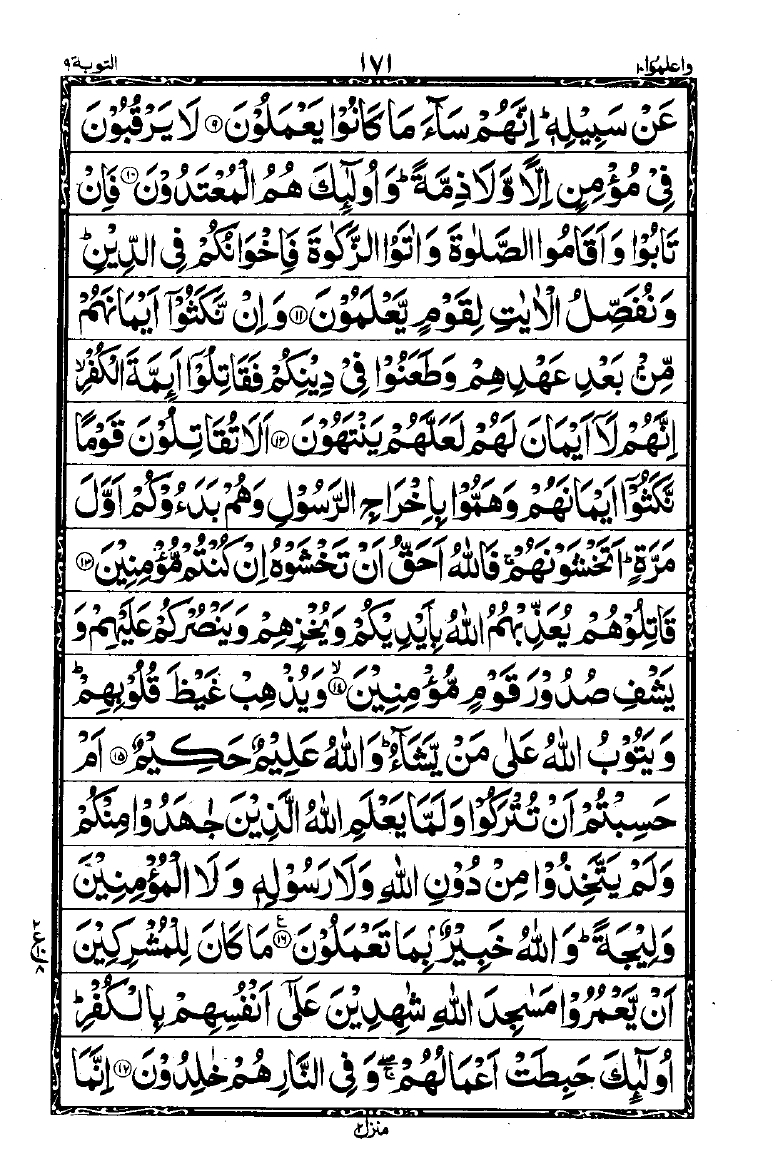 واعلموا ١٠ ١٧١ التوبة ٩
عَنْ سَبِيْلِهٖ ؕ اِنَّهُمْ سَآءَ مَا كَانُوْا يَعْمَلُوْنَ ﴿٩﴾ لَا يَرْقُبُوْنَ
فِيْ مُؤْمِنٍ اِلًّا وَّلَا ذِمَّةً ؕ وَاُولٰٓئِكَ هُمُ الْمُعْتَدُوْنَ ﴿١٠﴾ فَاِنْ
تَابُوْا وَاَقَامُوا الصَّلٰوةَ وَاٰتَوُا الزَّكٰوةَ فَاِخْوَانُكُمْ فِي الدِّيْنِ ؕ
وَنُفَصِّلُ الْاٰيٰتِ لِقَوْمٍ يَّعْلَمُوْنَ ﴿١١﴾ وَاِنْ نَّكَثُوْۤا اَيْمَانَهُمْ
مِّنْۢ بَعْدِ عَهْدِهِمْ وَطَعَنُوْا فِيْ دِيْنِكُمْ فَقَاتِلُوْۤا اَئِمَّةَ الْكُفْرِ ۙ
اِنَّهُمْ لَاۤ اَيْمَانَ لَهُمْ لَعَلَّهُمْ يَنْتَهُوْنَ ﴿١٢﴾ اَلَا تُقَاتِلُوْنَ قَوْمًا
نَّكَثُوْۤا اَيْمَانَهُمْ وَهَمُّوْا بِاِخْرَاجِ الرَّسُوْلِ وَهُمْ بَدَءُوْكُمْ اَوَّلَ
مَرَّةٍ ؕ اَتَخْشَوْنَهُمْ ۚ فَاللّٰهُ اَحَقُّ اَنْ تَخْشَوْهُ اِنْ كُنْتُمْ مُّؤْمِنِيْنَ ﴿١٣﴾
قَاتِلُوْهُمْ يُعَذِّبْهُمُ اللّٰهُ بِاَيْدِيْكُمْ وَيُخْزِهِمْ وَيَنْصُرْكُمْ عَلَيْهِمْ وَ
يَشْفِ صُدُوْرَ قَوْمٍ مُّؤْمِنِيْنَ ﴿١٤﴾ ۙ وَيُذْهِبْ غَيْظَ قُلُوْبِهِمْ ؕ
وَيَتُوْبُ اللّٰهُ عَلٰى مَنْ يَّشَآءُ ؕ وَاللّٰهُ عَلِيْمٌ حَكِيْمٌ ﴿١٥﴾ اَمْ
حَسِبْتُمْ اَنْ تُتْرَكُوْا وَلَمَّا يَعْلَمِ اللّٰهُ الَّذِيْنَ جٰهَدُوْا مِنْكُمْ
وَلَمْ يَتَّخِذُوْا مِنْ دُوْنِ اللّٰهِ وَلَا رَسُوْلِهٖ وَلَا الْمُؤْمِنِيْنَ
وَلِيْجَةً ؕ وَاللّٰهُ خَبِيْرٌۢ بِمَا تَعْمَلُوْنَ ﴿١٦﴾ ع مَا كَانَ لِلْمُشْرِكِيْنَ
اَنْ يَّعْمُرُوْا مَسٰجِدَ اللّٰهِ شٰهِدِيْنَ عَلٰۤى اَنْفُسِهِمْ بِالْكُفْرِ ؕ
اُولٰٓئِكَ حَبِطَتْ اَعْمَالُهُمْ ۚۖ وَفِي النَّارِ هُمْ خٰلِدُوْنَ ﴿١٧﴾ اِنَّمَا
منزل ٢